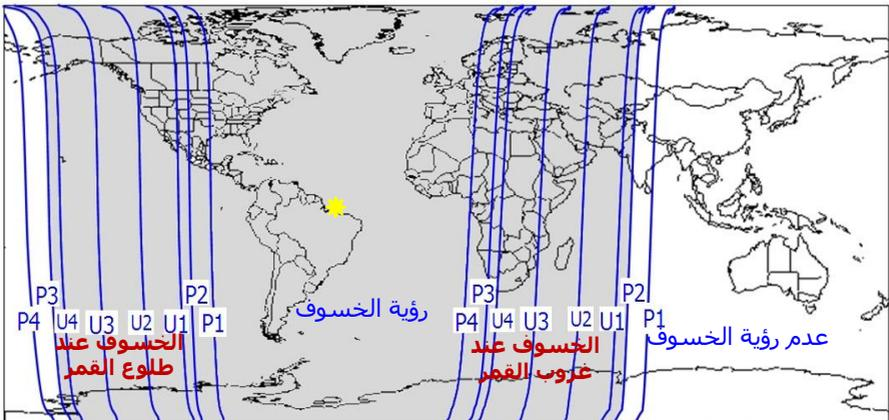 P3 P2 P3 P2
P4 U4 U3 U2 U1 P1 رؤية الخسوف P4 U4 U3 U2 U1 P1 عدم رؤية الخسوف
الخسوف عند
طلوع القمر
الخسوف عند
غروب القمر